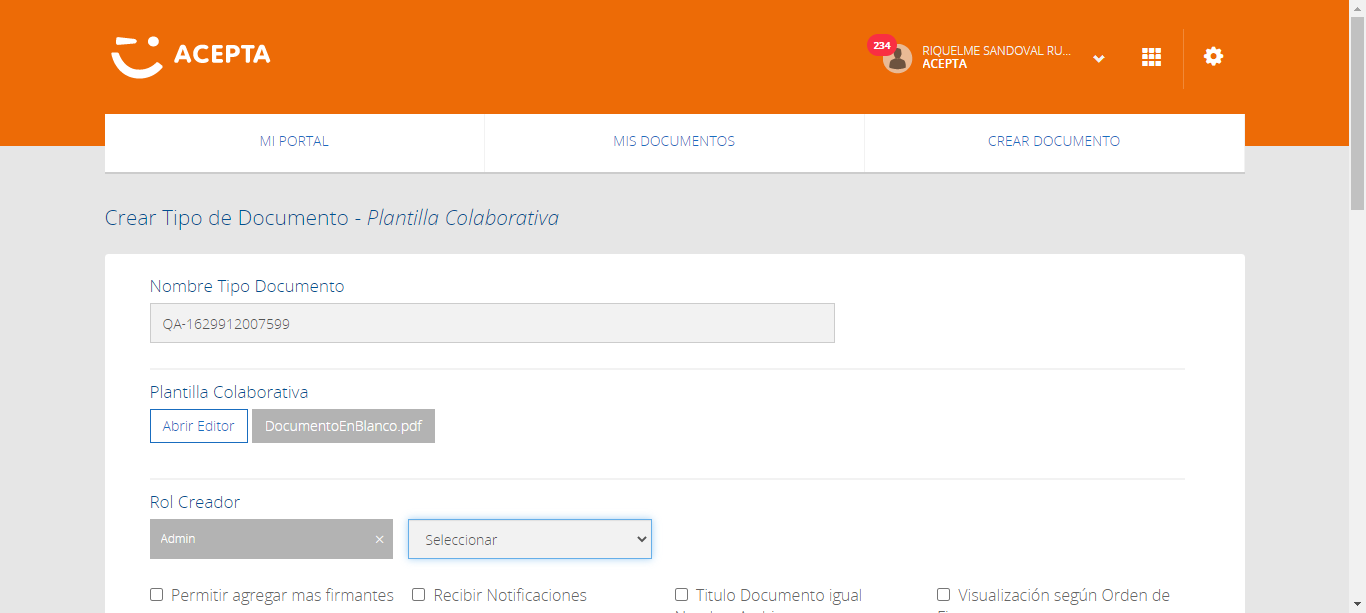 ACEPTA
234
RIQUELME SANDOVAL RU...
ACEPTA
MI PORTAL
MIS DOCUMENTOS
CREAR DOCUMENTO
Crear Tipo de Documento - Plantilla Colaborativa
Nombre Tipo Documento
QA-1629912007599
Plantilla Colaborativa
Abrir Editor
DocumentoEnBlanco.pdf
Rol Creador
Admin ×
Seleccionar
Permitir agregar mas firmantes
Recibir Notificaciones
Titulo Documento igual
Visualización según Orden de